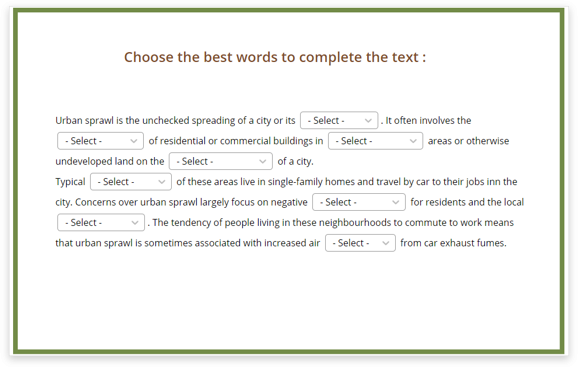 Choose the best words to complete the text :
Urban sprawl is the unchecked spreading of a city or its - Select - . It often involves the
- Select - of residential or commercial buildings in - Select - areas or otherwise
undeveloped land on the - Select - of a city.
Typical - Select - of these areas live in single-family homes and travel by car to their jobs inn the
city. Concerns over urban sprawl largely focus on negative - Select - for residents and the local
- Select - . The tendency of people living in these neighbourhoods to commute to work means
that urban sprawl is sometimes associated with increased air - Select - from car exhaust fumes.